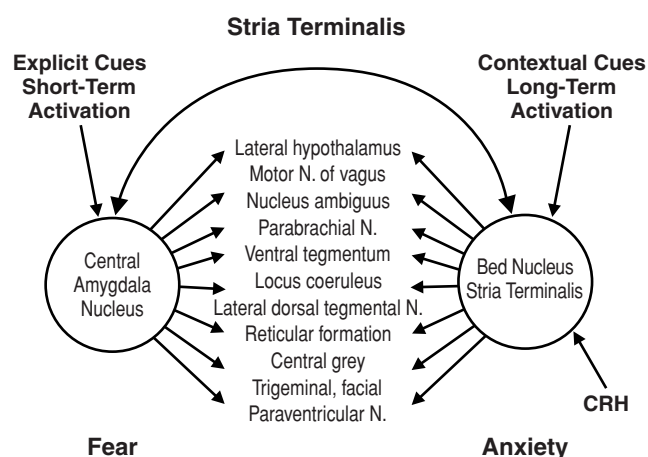 Stria Terminalis
Explicit Cues
Short-Term
Activation
Contextual Cues
Long-Term
Activation
Lateral hypothalamus
Motor N. of vagus
Nucleus ambiguus
Parabrachial N.
Ventral tegmentum
Locus coeruleus
Lateral dorsal tegmental N.
Reticular formation
Central grey
Trigeminal, facial
Paraventricular N.
Central
Amygdala
Nucleus
Bed Nucleus
Stria Terminalis
CRH
Fear
Anxiety